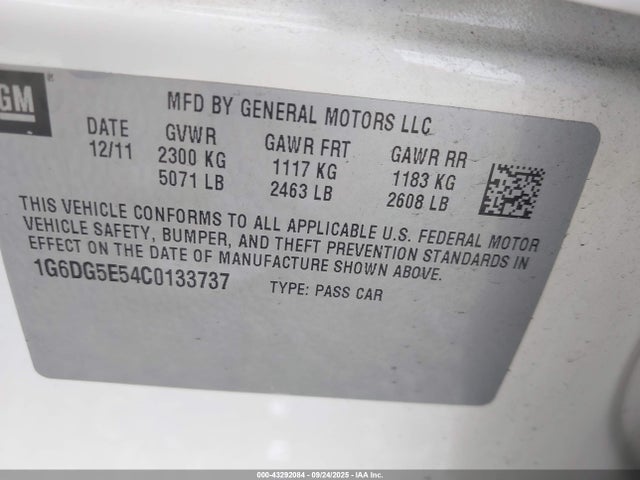 GM ®
MFD BY GENERAL MOTORS LLC
DATE GVWR GAWR FRT GAWR RR
12/11 2300 KG 1117 KG 1183 KG
5071 LB 2463 LB 2608 LB
THIS VEHICLE CONFORMS TO ALL APPLICABLE U.S. FEDERAL MOTOR
VEHICLE SAFETY, BUMPER, AND THEFT PREVENTION STANDARDS IN
EFFECT ON THE DATE OF MANUFACTURE SHOWN ABOVE.
1G6DG5E54C0133737 TYPE: PASS CAR
000-43292084 - 09/24/2025 - IAAI, Inc.